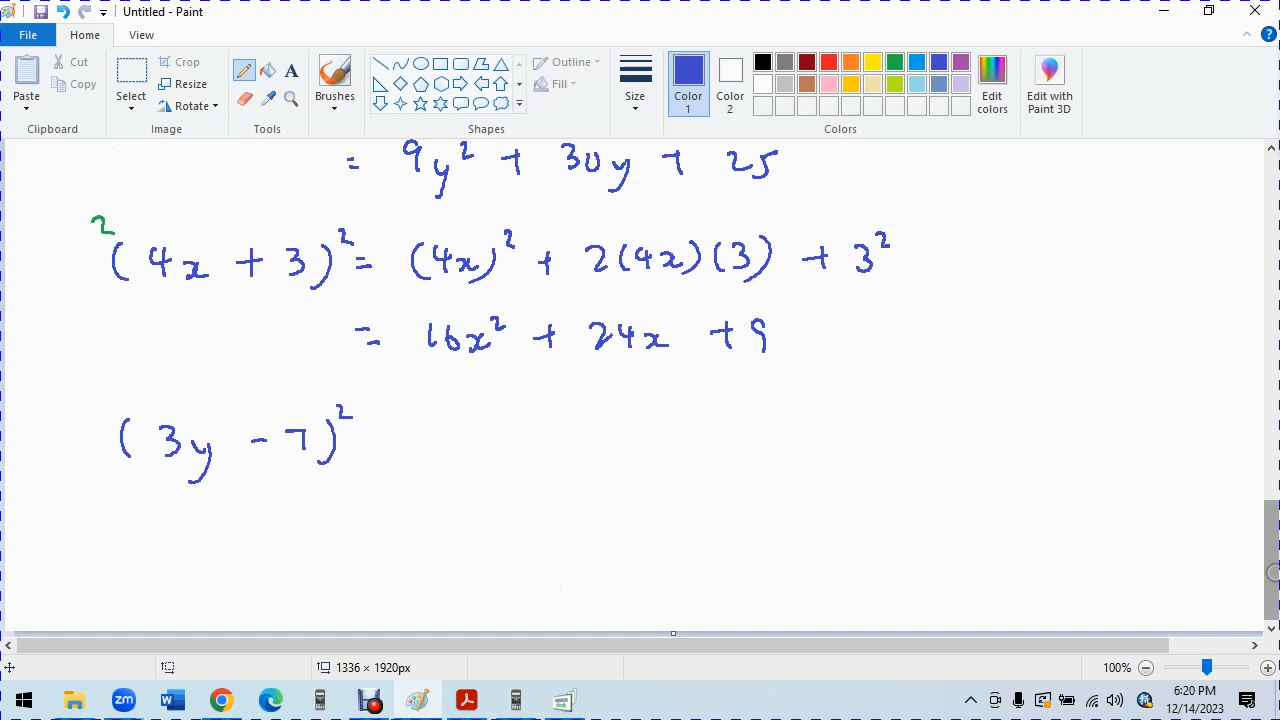 Untitled - Paint
File Home View
Paste Cut Copy Clipboard
Select Crop Resize Rotate Image
Tools
Brushes
Outline Fill Shapes
Size
Color 1 Color 2 Edit colors Colors
Edit with Paint 3D
= 9y² + 30y + 25
2
(4x + 3)² = (4x)² + 2(4x)(3) + 3²
= 16x² + 24x + 9
(3y - 7)²
1336 × 1920px 100%
zm W
6:20 PM
12/14/2023